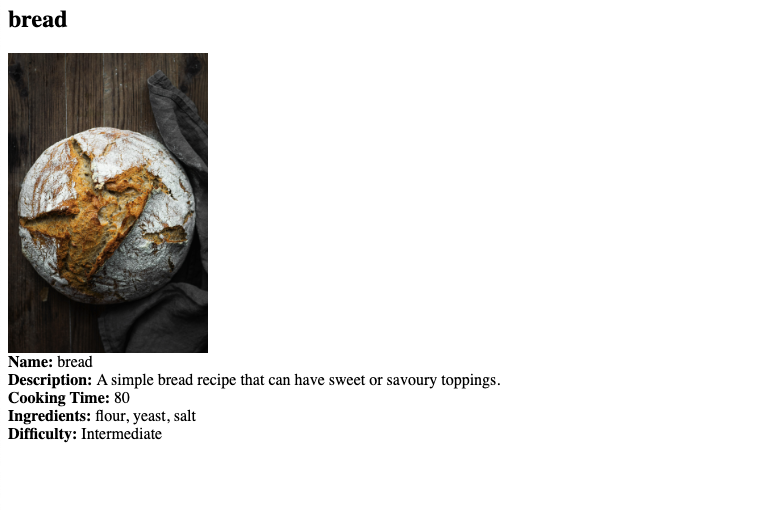 bread
Name: bread
Description: A simple bread recipe that can have sweet or savoury toppings.
Cooking Time: 80
Ingredients: flour, yeast, salt
Difficulty: Intermediate